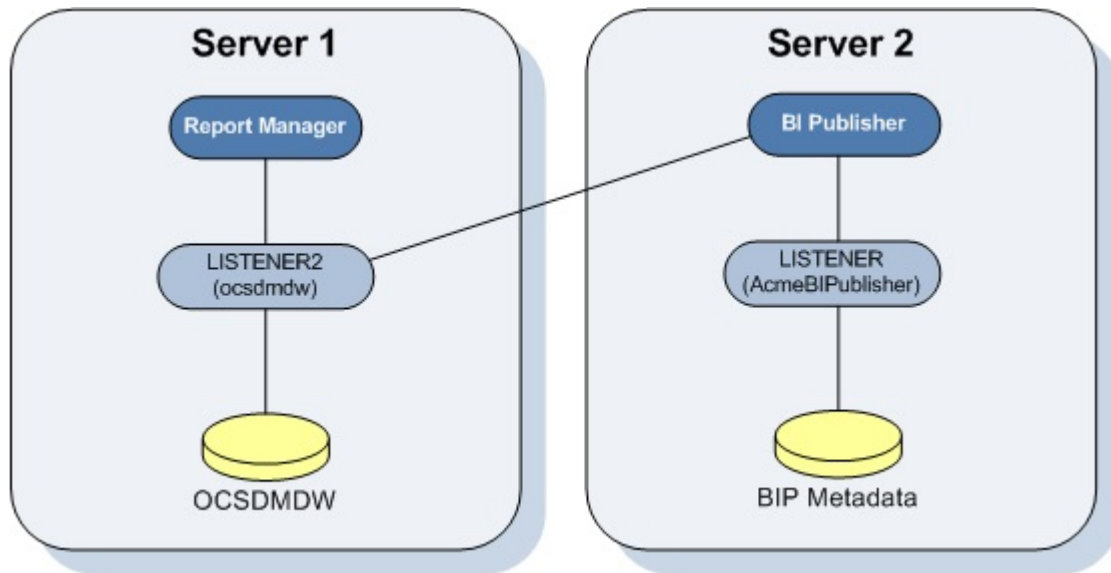 Server 1
Report Manager
LISTENER2
(ocsdmdw)
OCSDMDW
Server 2
BI Publisher
LISTENER
(AcmeBIPublisher)
BIP Metadata